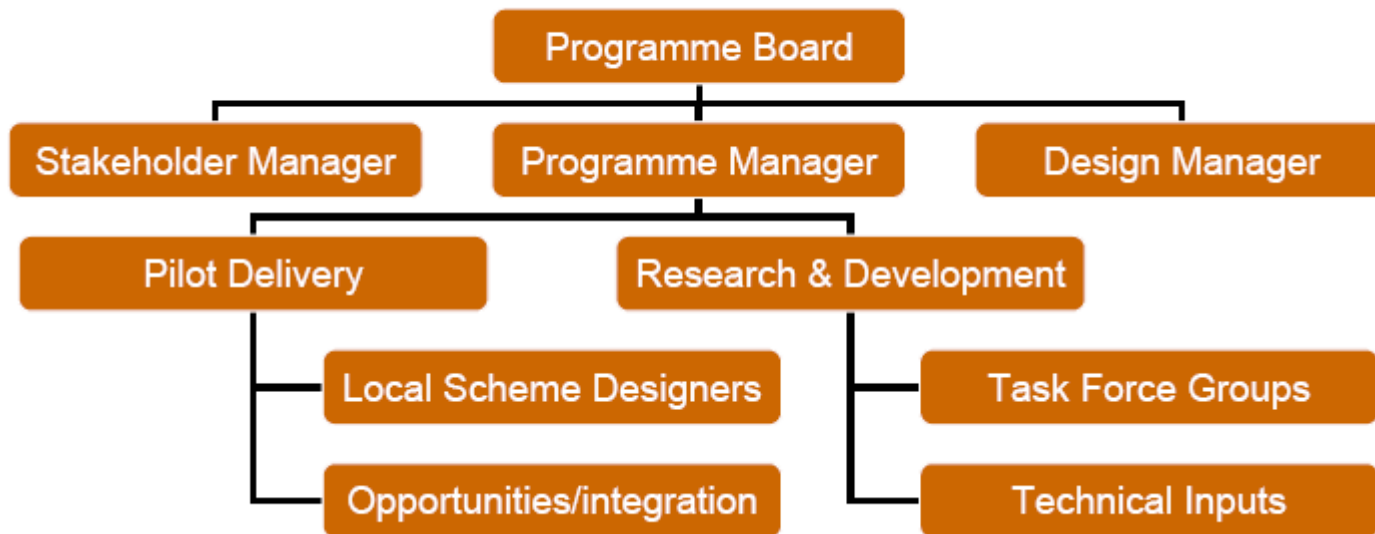 Programme Board
Stakeholder Manager
Programme Manager
Design Manager
Pilot Delivery
Research & Development
Local Scheme Designers
Task Force Groups
Opportunities/integration
Technical Inputs